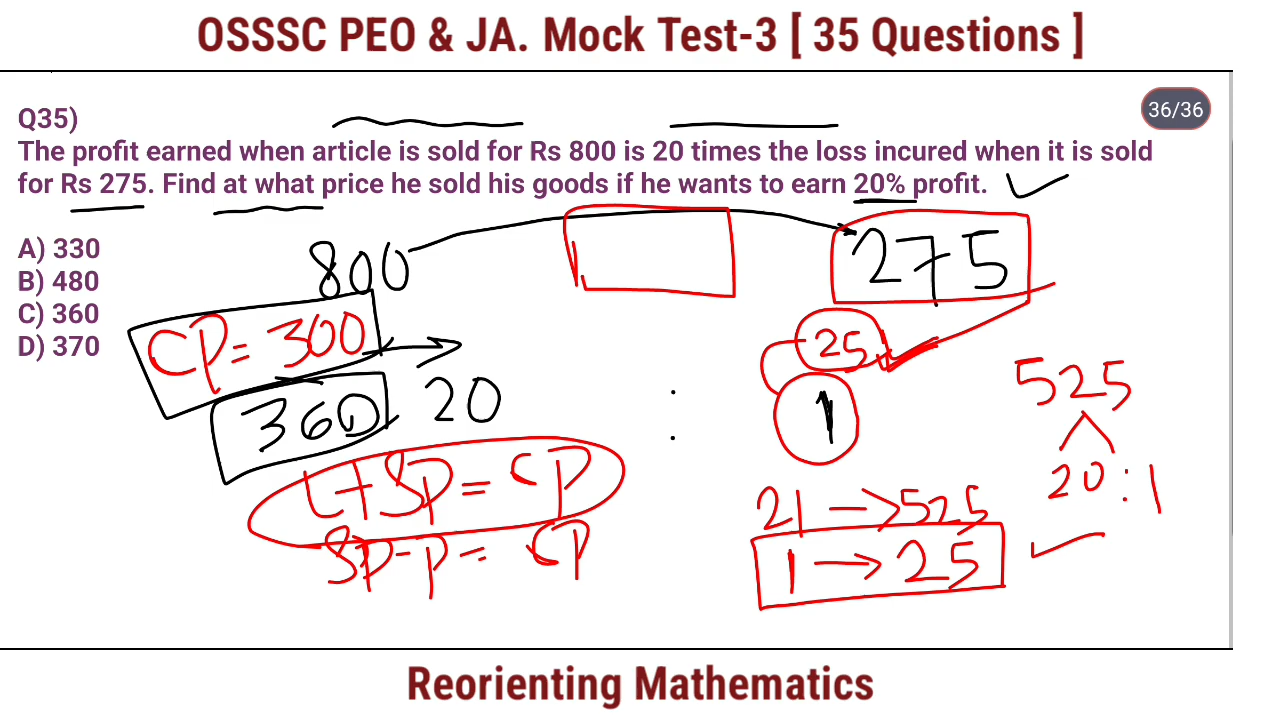 OSSSC PEO & JA. Mock Test-3 [ 35 Questions ]
36/36
Q35)
The profit earned when article is sold for Rs 800 is 20 times the loss incured when it is sold
for Rs 275. Find at what price he sold his goods if he wants to earn 20% profit.
A) 330
B) 480
C) 360
D) 370
800
275
CP = 300
25
360
20 : 1
525
20 : 1
L+SP = CP
SP-P = CP
21 → 525
1 → 25
Reorienting Mathematics